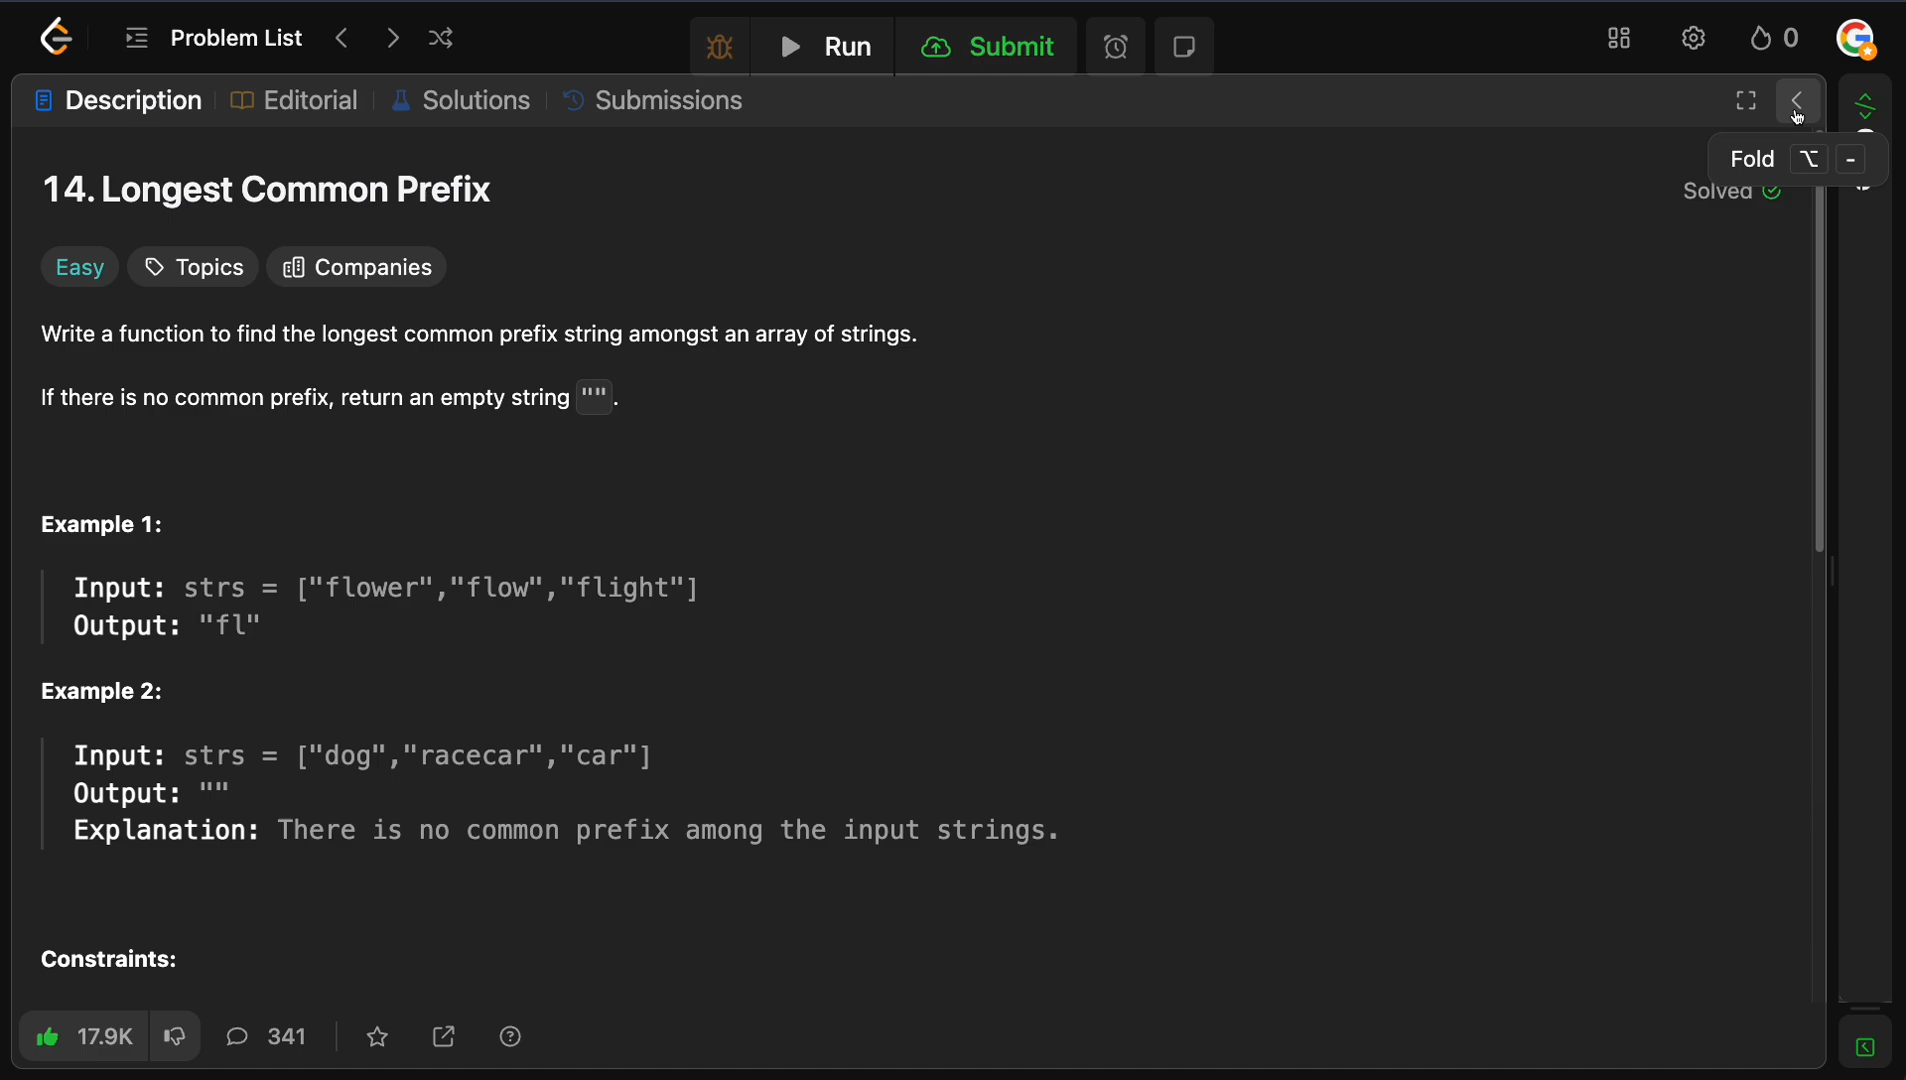 Problem List
Run
Submit
0
Description
Editorial
Solutions
Submissions
Fold ⌥ -
14. Longest Common Prefix
Solved
Easy
Topics
Companies
Write a function to find the longest common prefix string amongst an array of strings.
If there is no common prefix, return an empty string "".
Example 1:
Input: strs = ["flower","flow","flight"]
Output: "fl"
Example 2:
Input: strs = ["dog","racecar","car"]
Output: ""
Explanation: There is no common prefix among the input strings.
Constraints:
17.9K
341